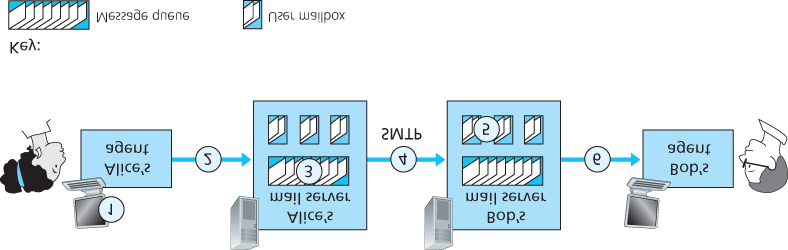 1
Alice's
agent
2
Alice's
mail server
3
4
SMTP
Bob's
mail server
5
6
Bob's
agent
Key:
Message queue
User mailbox